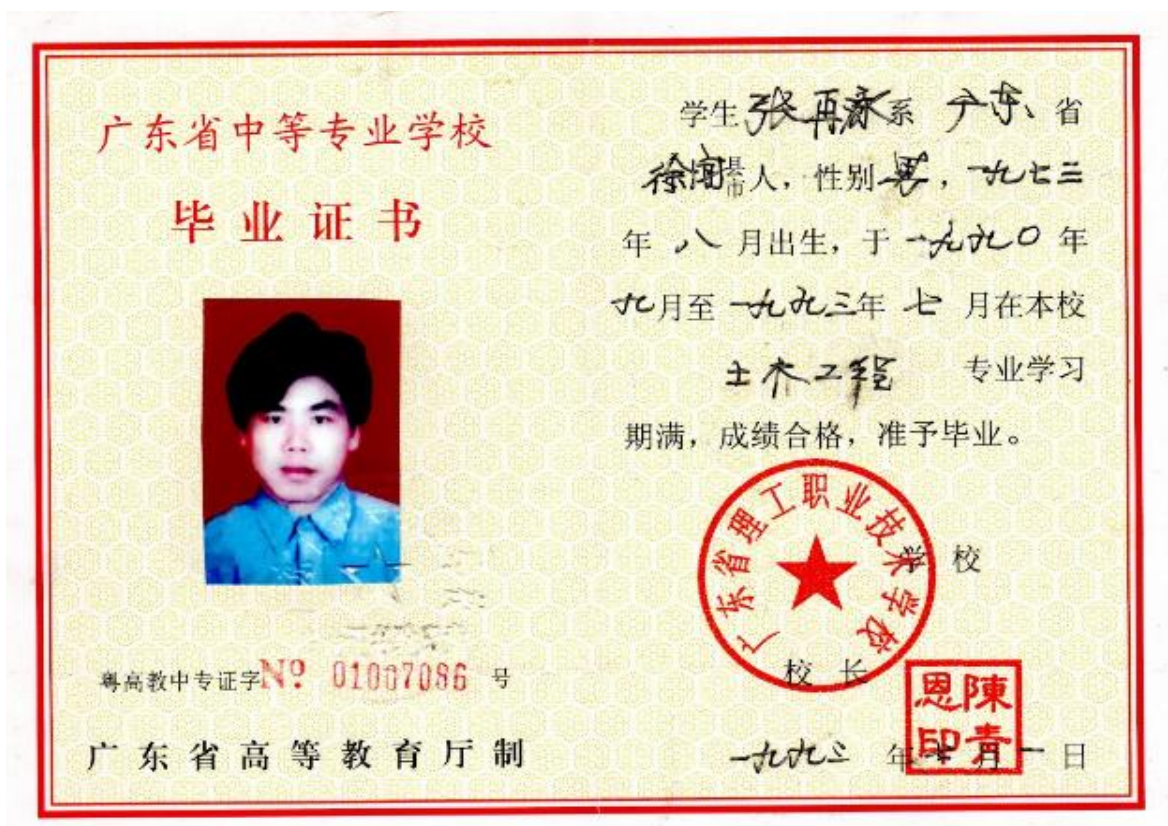 广东省中等专业学校
毕业证书
粤高教中专证字№ 01007086 号
广东省高等教育厅制
学生张再添系 广东 省
徐闻县市人，性别男，一九七三
年 八 月出生，于一九九〇年
九月至一九九三年 七 月在本校
土木工程 专业学习
期满，成绩合格，准予毕业。
广东省理工职业技术学校
学校
校长
陳青恩印
一九九三 年 七 月 一 日